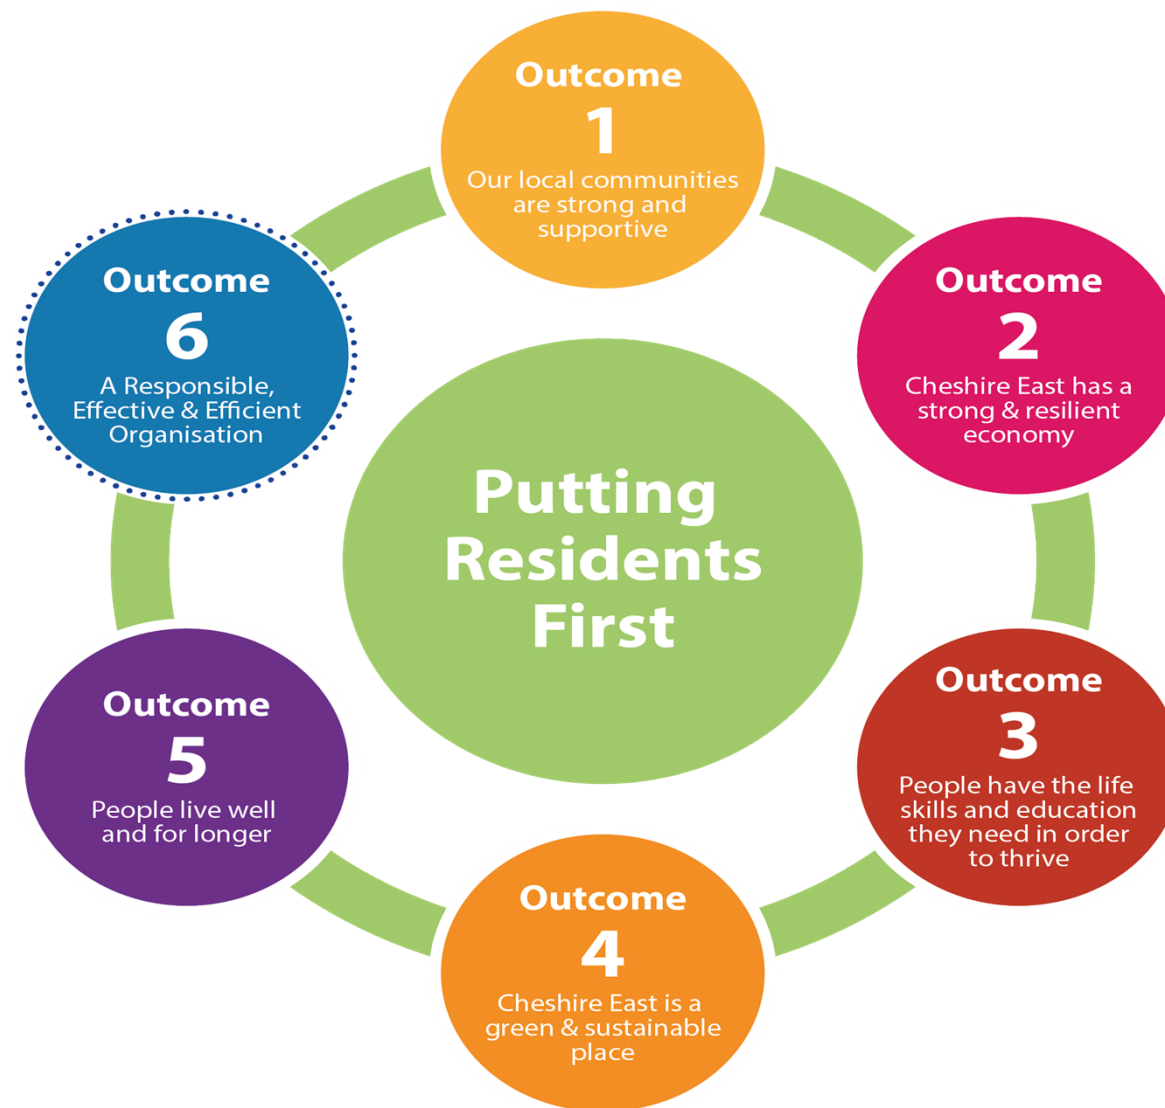 Outcome
1
Our local communities
are strong and
supportive
Outcome
2
Cheshire East has a
strong & resilient
economy
Outcome
3
People have the life
skills and education
they need in order
to thrive
Outcome
4
Cheshire East is a
green & sustainable
place
Outcome
5
People live well
and for longer
Outcome
6
A Responsible,
Effective & Efficient
Organisation
Putting
Residents
First